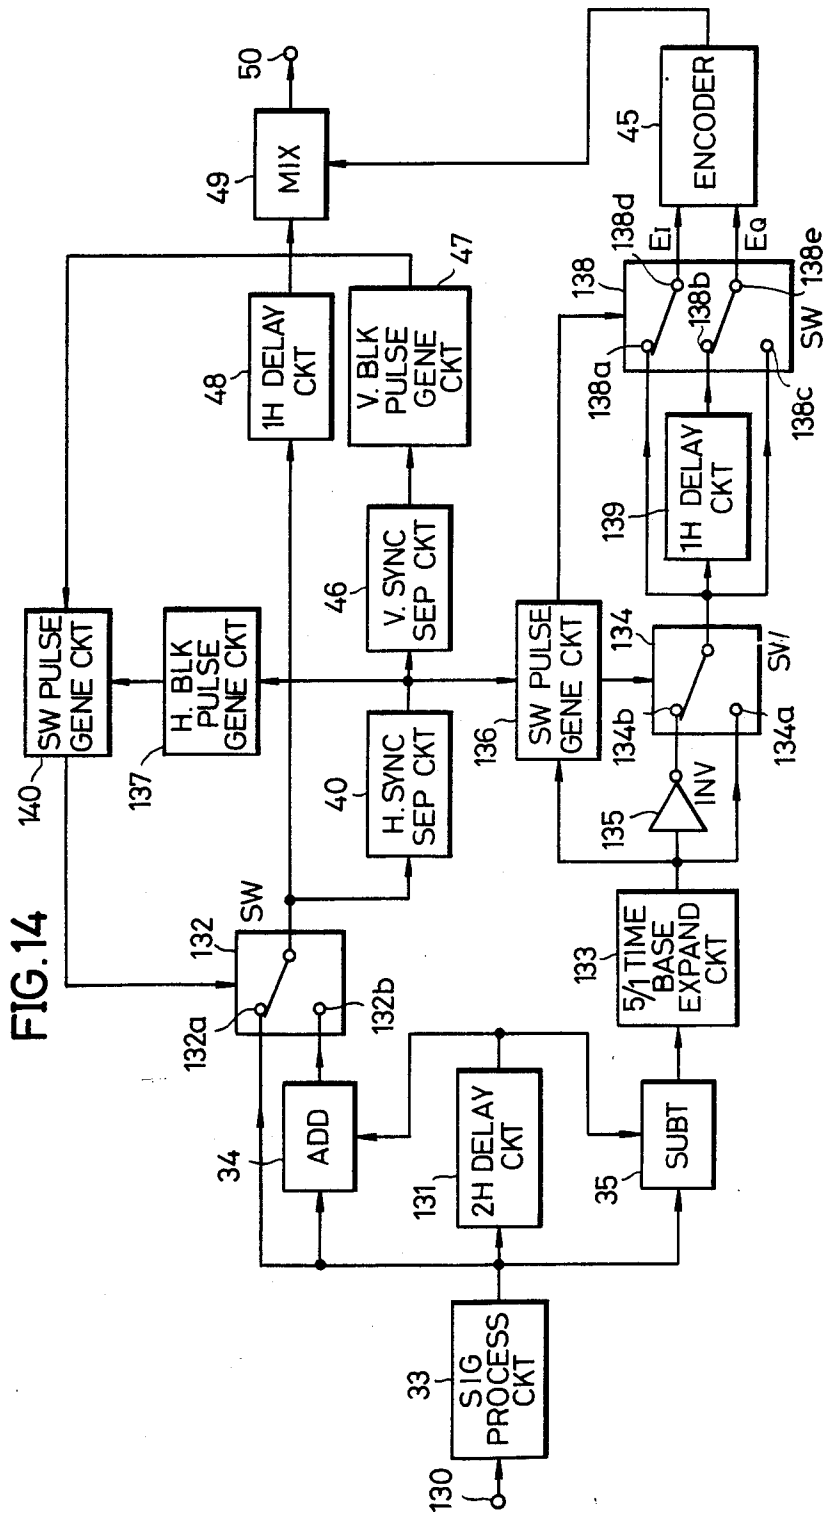 FIG.14
140
SW PULSE
GENE CKT
137
H. BLK
PULSE
GENE CKT
132
SW
132a
132b
34
ADD
48
1H DELAY
CKT
49
MIX
50
40
H. SYNC
SEP CKT
46
V. SYNC
SEP CKT
47
V. BLK
PULSE
GENE
CKT
130
33
SIG
PROCESS
CKT
131
2H DELAY
CKT
35
SUBT
133
5/1 TIME
BASE
EXPAND
CKT
135
INV
136
SW PULSE
GENE CKT
134
134b
134a
SW
139
1H DELAY
CKT
138
138a
138b
138c
138d
138e
SW
EI
EQ
45
ENCODER